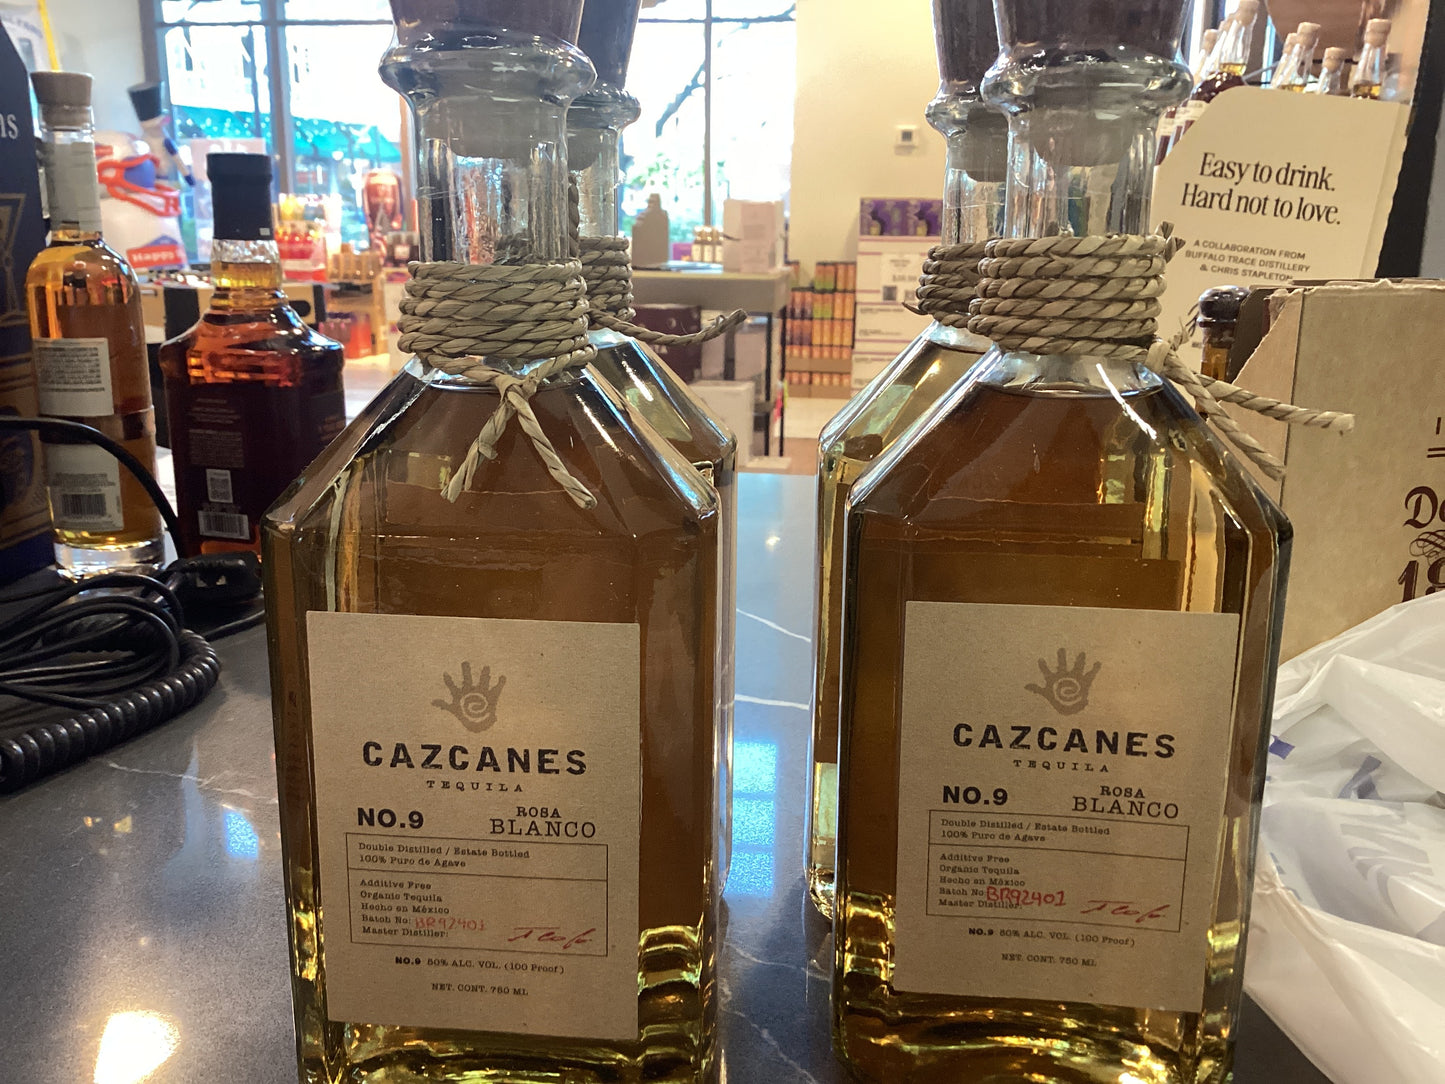 Easy to drink.
Hard not to love.
A COLLABORATION FROM
BUFFALO TRACE DISTILLERY
& CHRIS STAPLETON
CAZCANES
TEQUILA
NO.9
ROSA
BLANCO
Double Distilled / Estate Bottled
100% Puro de Agave
Additive Free
Organic Tequila
Hecho en México
Batch No: BR92401
Master Distiller:
NO.9 50% ALC. VOL. (100 Proof)
NET. CONT. 750 ML
CAZCANES
TEQUILA
NO.9
ROSA
BLANCO
Double Distilled / Estate Bottled
100% Puro de Agave
Additive Free
Organic Tequila
Hecho en México
Batch No: BR92401
Master Distiller:
NO.9 50% ALC. VOL. (100 Proof)
NET. CONT. 750 ML
Happy